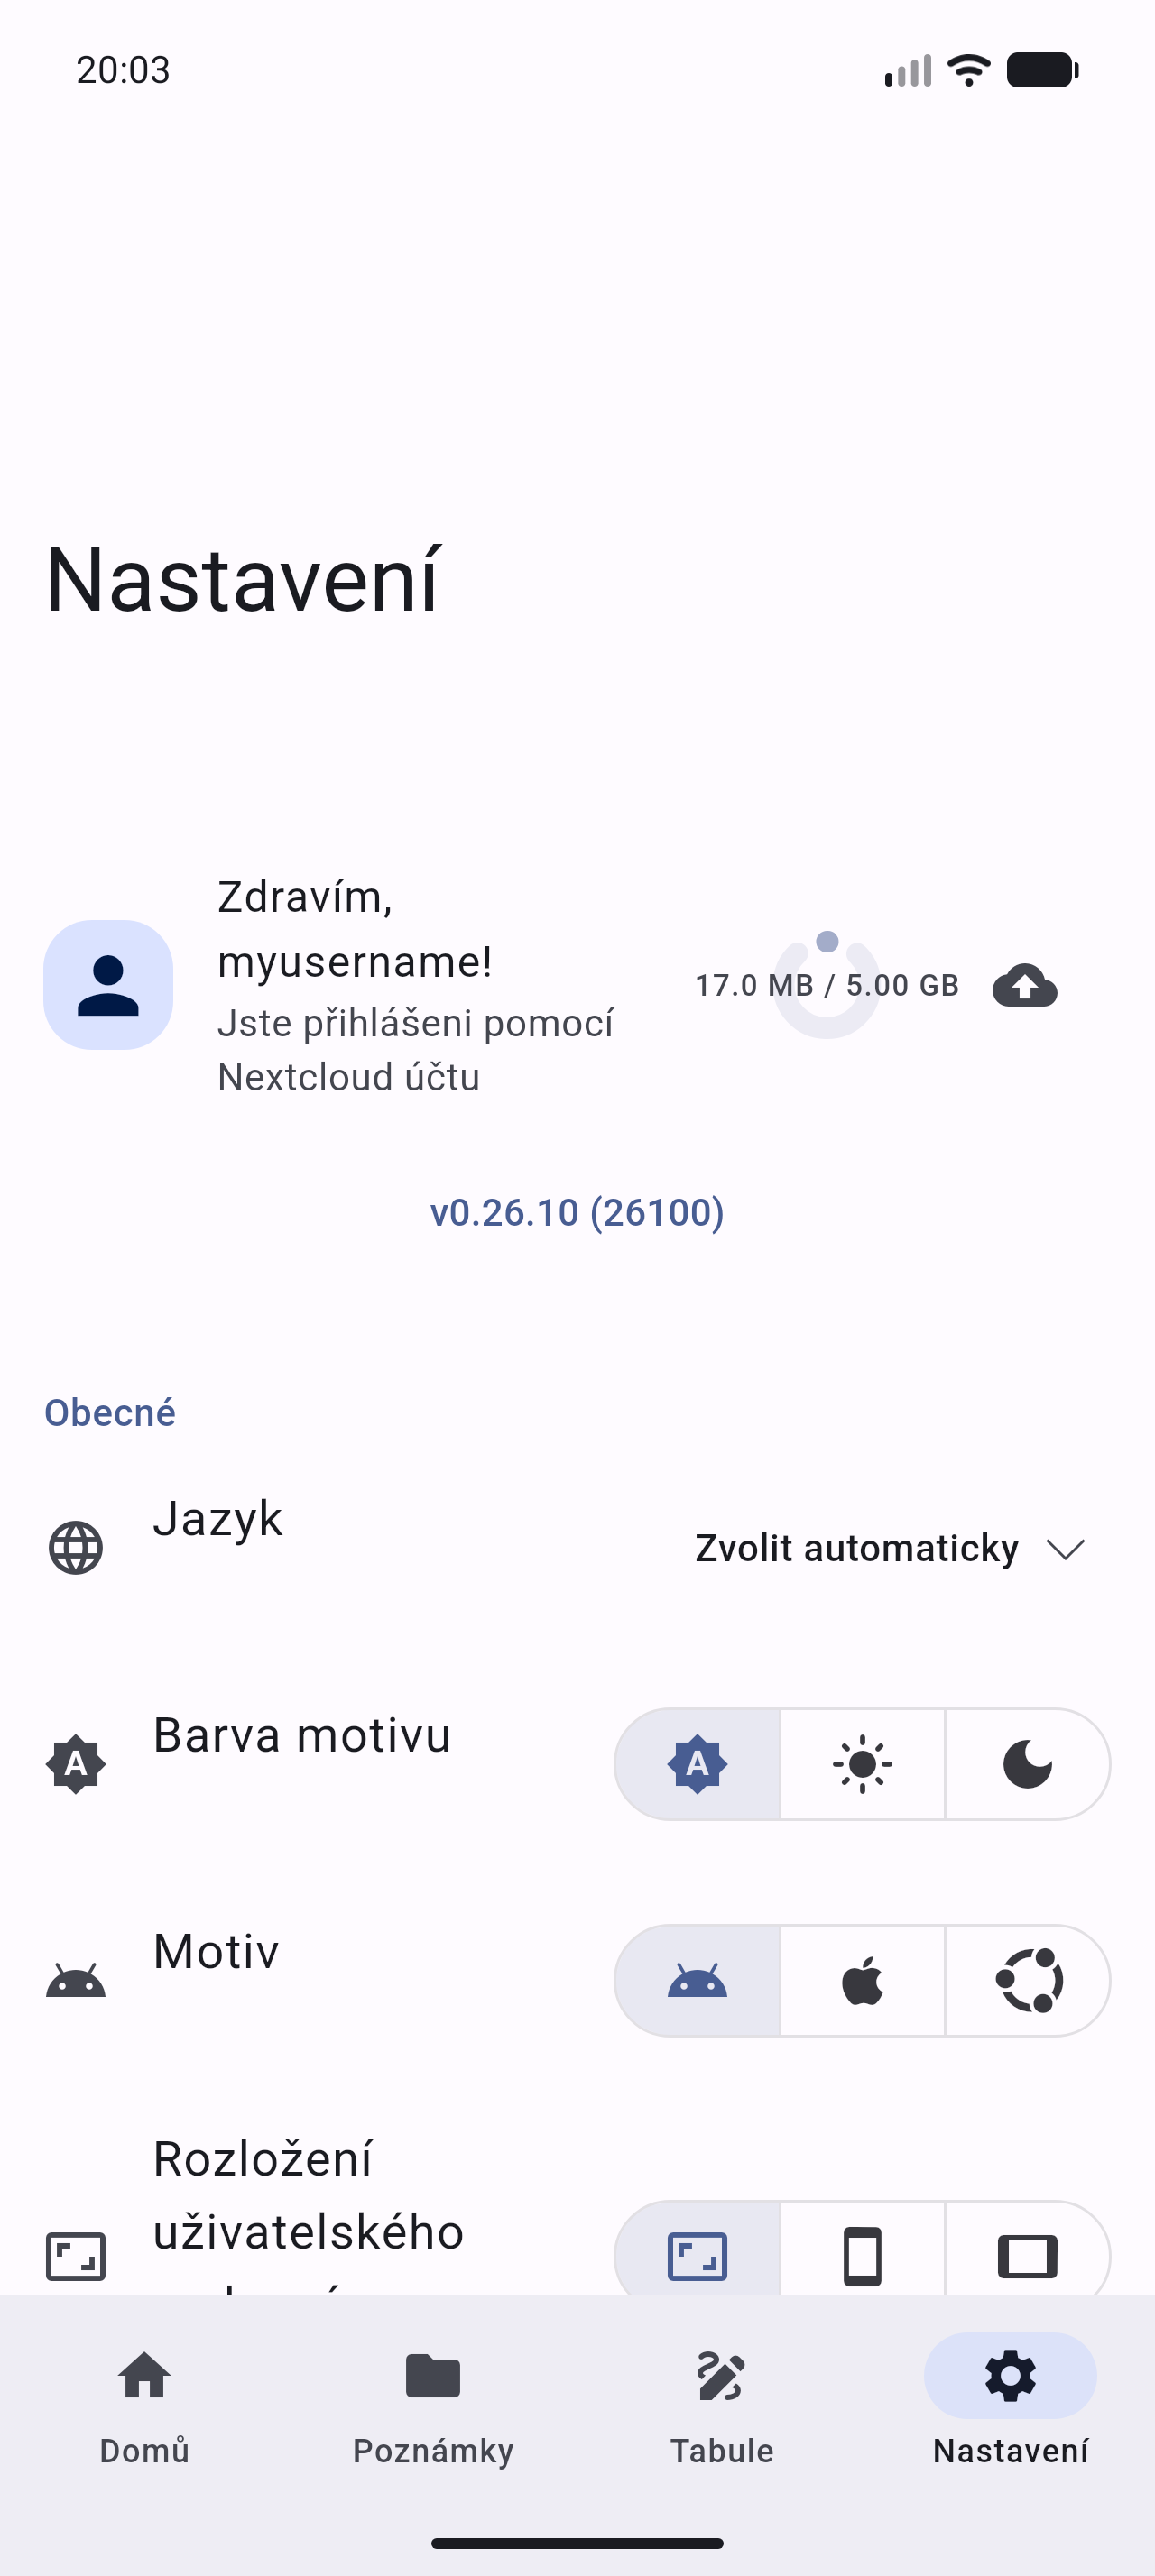 20:03
Nastavení
Zdravím,
myusername!
Jste přihlášeni pomocí
Nextcloud účtu
17.0 MB / 5.00 GB
v0.26.10 (26100)
Obecné
Jazyk
Zvolit automaticky
A
Barva motivu
A
Motiv
Rozložení
uživatelského
Domů
Poznámky
Tabule
Nastavení